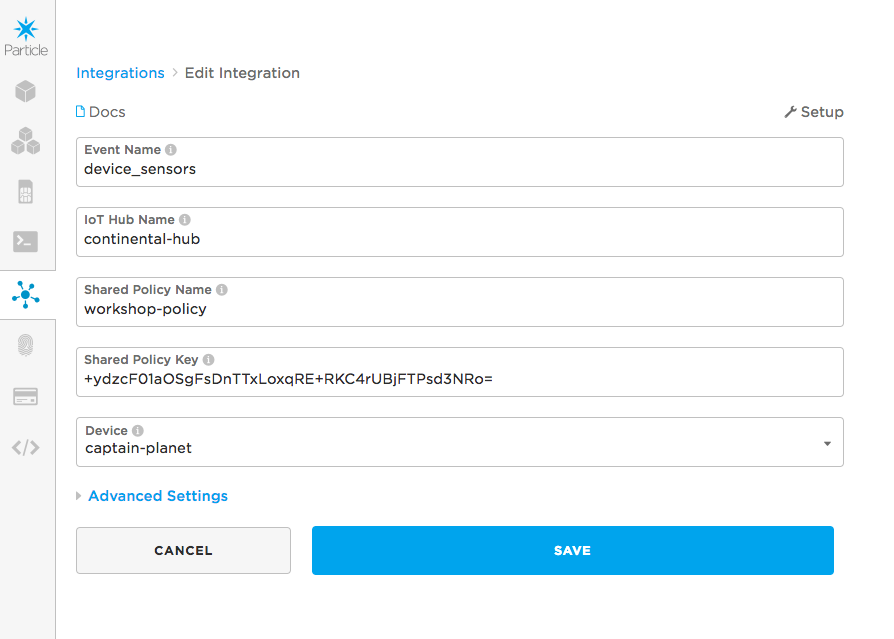 Particle
Integrations > Edit Integration
Docs
Setup
Event Name
device_sensors
IoT Hub Name
continental-hub
Shared Policy Name
workshop-policy
Shared Policy Key
+ydzcF01aOSgFsDnTTxLoxqRE+RKC4rUBjFTPsd3NRo=
Device
captain-planet
Advanced Settings
CANCEL
SAVE